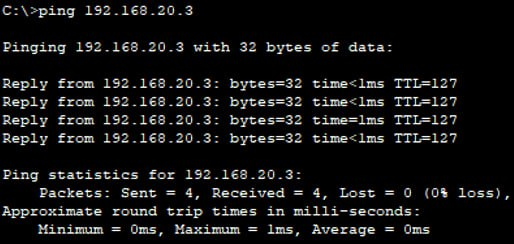 C:\>ping 192.168.20.3
Pinging 192.168.20.3 with 32 bytes of data:
Reply from 192.168.20.3: bytes=32 time<1ms TTL=127
Reply from 192.168.20.3: bytes=32 time<1ms TTL=127
Reply from 192.168.20.3: bytes=32 time=1ms TTL=127
Reply from 192.168.20.3: bytes=32 time<1ms TTL=127
Ping statistics for 192.168.20.3:
Packets: Sent = 4, Received = 4, Lost = 0 (0% loss),
Approximate round trip times in milli-seconds:
Minimum = 0ms, Maximum = 1ms, Average = 0ms